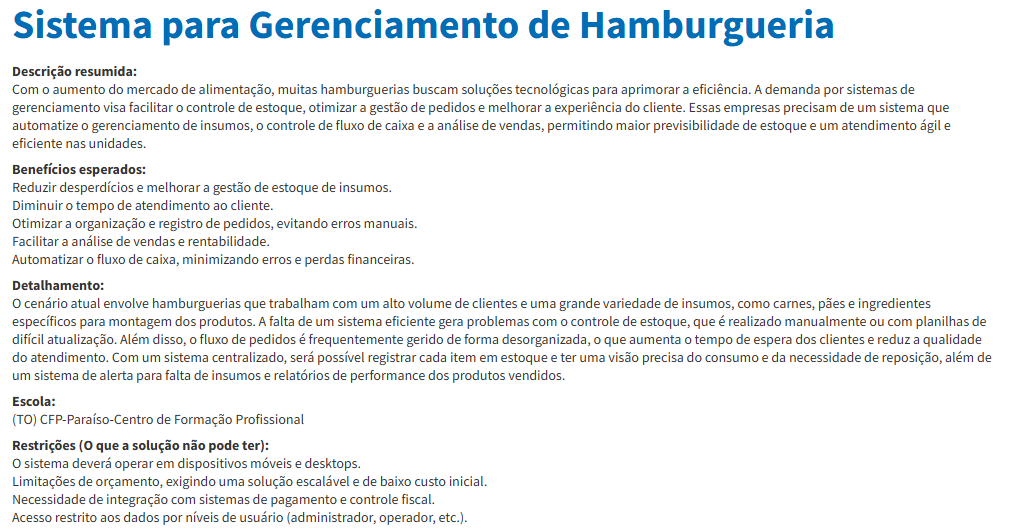 Sistema para Gerenciamento de Hamburgueria
Descrição resumida:
Com o aumento do mercado de alimentação, muitas hamburguerias buscam soluções tecnológicas para aprimorar a eficiência. A demanda por sistemas de
gerenciamento visa facilitar o controle de estoque, otimizar a gestão de pedidos e melhorar a experiência do cliente. Essas empresas precisam de um sistema que
automatize o gerenciamento de insumos, o controle de fluxo de caixa e a análise de vendas, permitindo maior previsibilidade de estoque e um atendimento ágil e
eficiente nas unidades.
Benefícios esperados:
Reduzir desperdícios e melhorar a gestão de estoque de insumos.
Diminuir o tempo de atendimento ao cliente.
Otimizar a organização e registro de pedidos, evitando erros manuais.
Facilitar a análise de vendas e rentabilidade.
Automatizar o fluxo de caixa, minimizando erros e perdas financeiras.
Detalhamento:
O cenário atual envolve hamburguerias que trabalham com um alto volume de clientes e uma grande variedade de insumos, como carnes, pães e ingredientes
específicos para montagem dos produtos. A falta de um sistema eficiente gera problemas com o controle de estoque, que é realizado manualmente ou com planilhas de
difícil atualização. Além disso, o fluxo de pedidos é frequentemente gerido de forma desorganizada, o que aumenta o tempo de espera dos clientes e reduz a qualidade
do atendimento. Com um sistema centralizado, será possível registrar cada item em estoque e ter uma visão precisa do consumo e da necessidade de reposição, além de
um sistema de alerta para falta de insumos e relatórios de performance dos produtos vendidos.
Escola:
(TO) CFP-Paraíso-Centro de Formação Profissional
Restrições (O que a solução não pode ter):
O sistema deverá operar em dispositivos móveis e desktops.
Limitações de orçamento, exigindo uma solução escalável e de baixo custo inicial.
Necessidade de integração com sistemas de pagamento e controle fiscal.
Acesso restrito aos dados por níveis de usuário (administrador, operador, etc.).